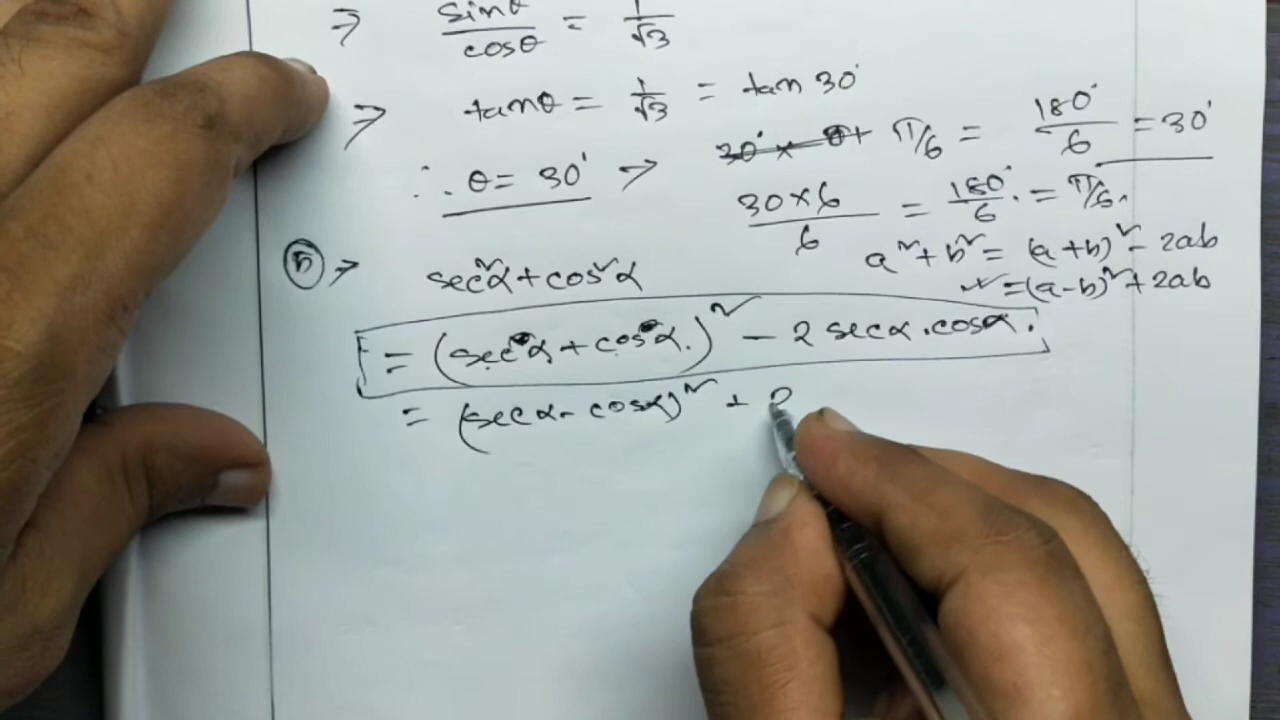 ⇒ sinθ/cosθ = 1/√3
⇒ tanθ = 1/√3 = tan 30°
π/6 = 180°/6 = 30°
∴ θ = 30° →
30×6/6 = 180°/6 = π/6.
a² + b² = (a+b)² - 2ab
= (a-b)² + 2ab
⇒ sec²α + cos²α
= (secα + cosα.)² - 2 secα . cosα.
= (secα - cosα)² + 2